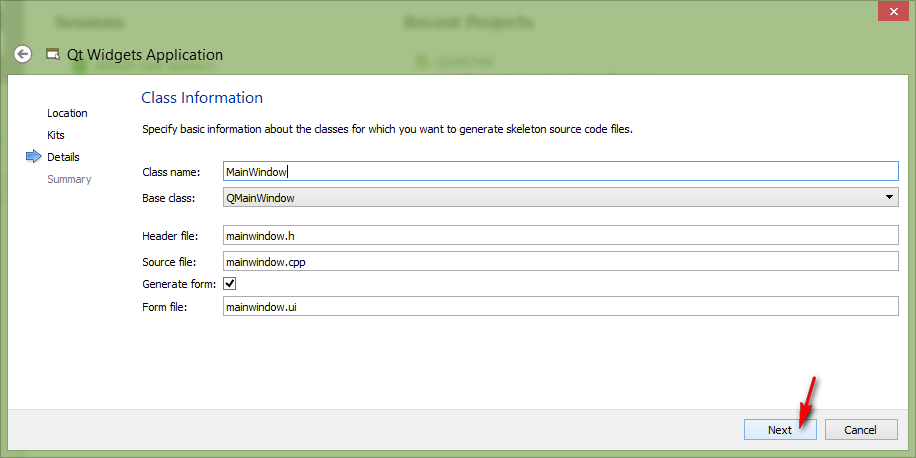 Sessions
Recent Projects
Qt Widgets Application
Class Information
Location
Specify basic information about the classes for which you want to generate skeleton source code files.
Kits
Details
Summary
Class name: MainWindow
Base class: QMainWindow
Header file: mainwindow.h
Source file: mainwindow.cpp
Generate form:
Form file: mainwindow.ui
Next
Cancel